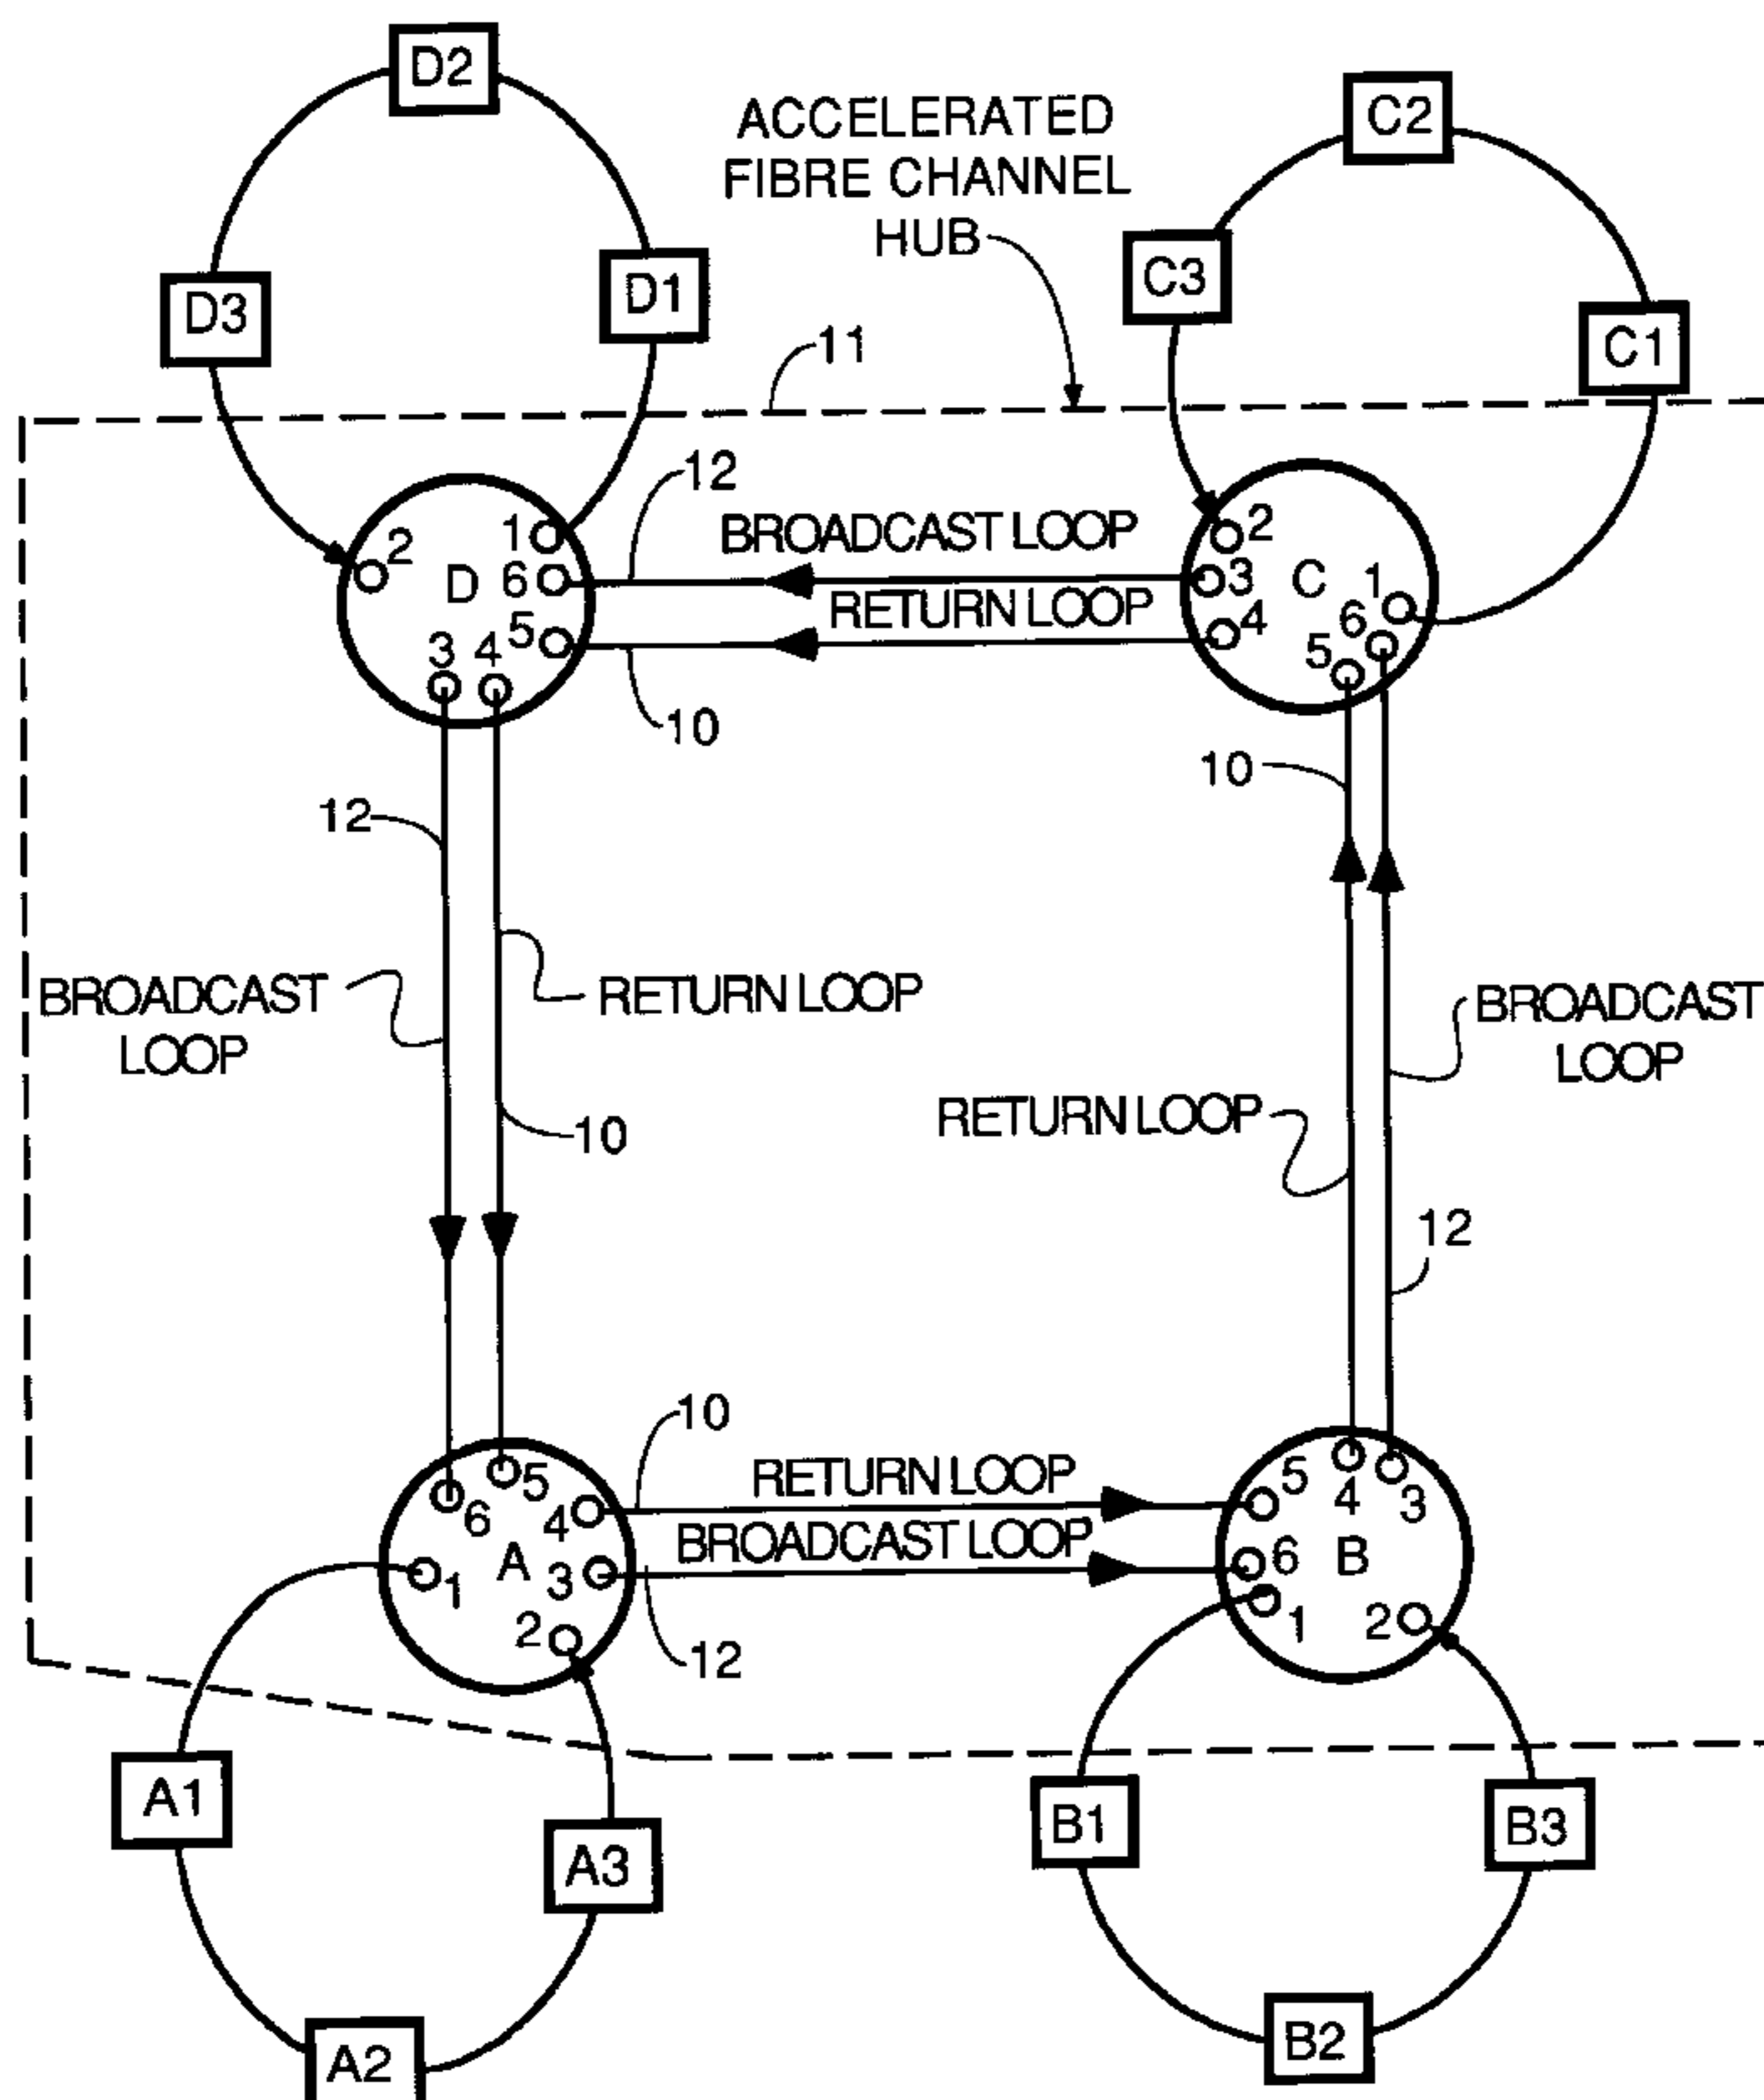 D2
ACCELERATED
FIBRE CHANNEL
HUB
C2
C3
D3
D1
C1
11
12
BROADCAST LOOP
RETURN LOOP
10
2
1
D
6
5
3
4
2
3
C
1
4
6
5
10
12
BROADCAST
LOOP
RETURN LOOP
10
BROADCAST
LOOP
RETURN LOOP
12
10
RETURN LOOP
BROADCAST LOOP
12
5
6
4
A
3
1
2
5
4
3
6
B
1
2
A1
A3
A2
B1
B3
B2